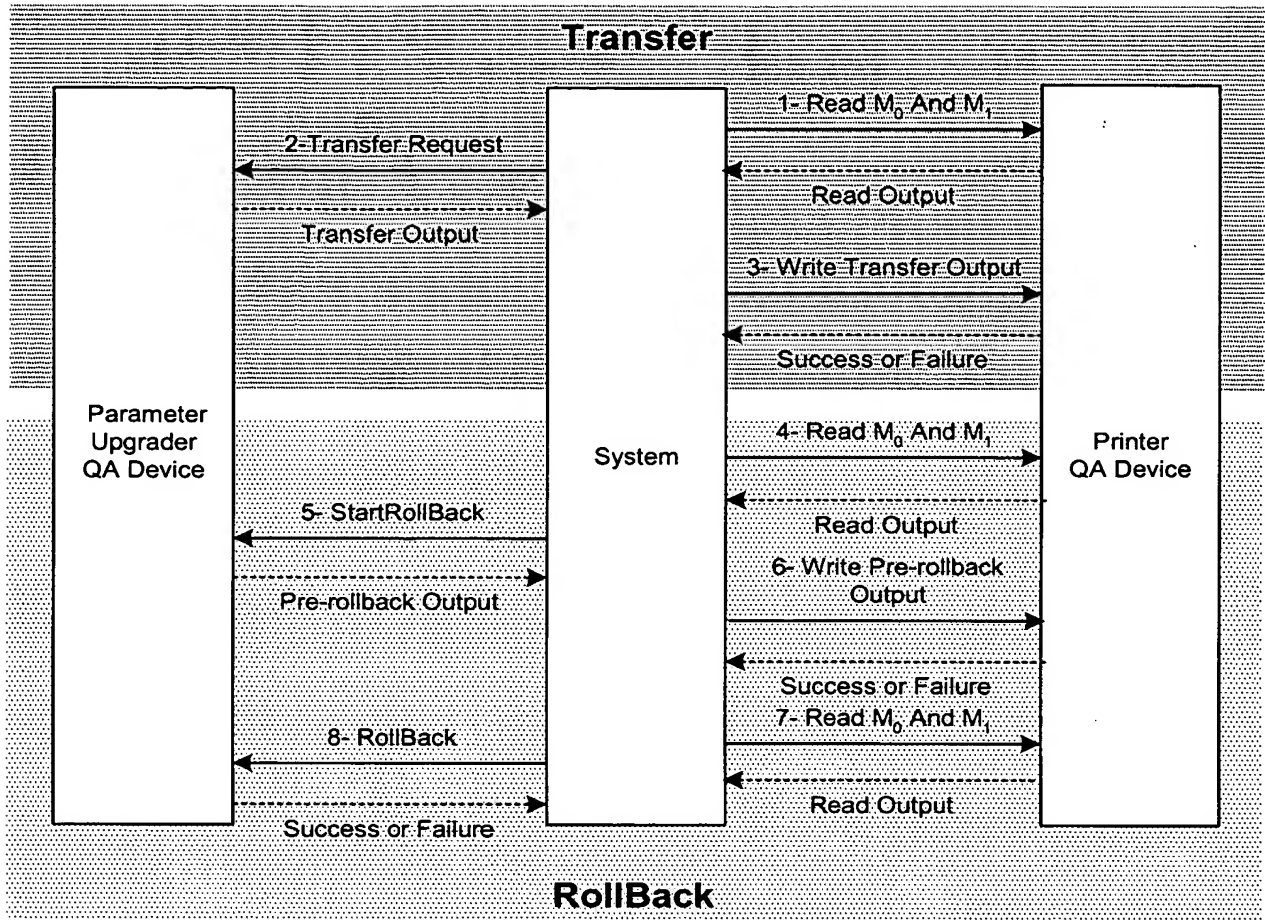 Transfer
1- Read M₀ And M₁
2-Transfer Request
Read Output
Transfer Output
3- Write Transfer Output
Success or Failure
Parameter
Upgrader
QA Device
System
Printer
QA Device
4- Read M₀ And M₁
Read Output
5- StartRollBack
Pre-rollback Output
6- Write Pre-rollback
Output
Success or Failure
7- Read M₀ And M₁
8- RollBack
Read Output
Success or Failure
RollBack